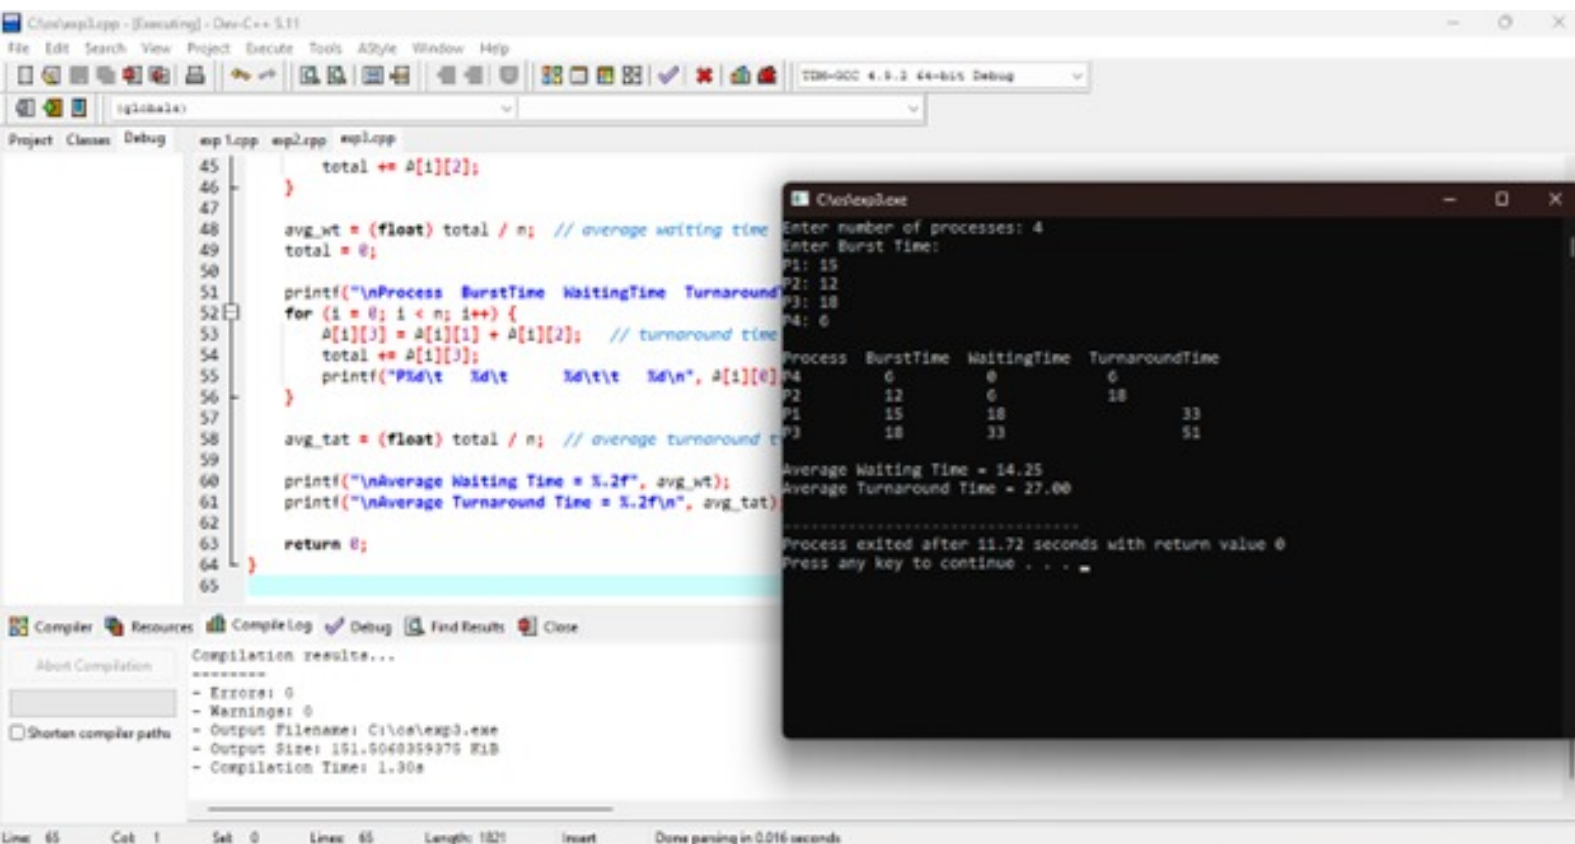 C:\os\exp3.cpp - [Executing] - Dev-C++ 5.11
File Edit Search View Project Execute Tools AStyle Window Help
TDM-GCC 4.9.2 64-bit Debug
(globals)
Project Classes Debug
exp 1.cpp exp2.cpp exp3.cpp
45 total += A[i][2];
46 }
47
48 avg_wt = (float) total / n; // average waiting time
49 total = 0;
50
51 printf("\nProcess BurstTime WaitingTime Turnaround
52 for (i = 0; i < n; i++) {
53 A[i][3] = A[i][1] + A[i][2]; // turnaround time
54 total += A[i][3];
55 printf("P%d\t %d\t %d\t\t %d\n", A[i][0]
56 }
57
58 avg_tat = (float) total / n; // average turnaround t
59
60 printf("\nAverage Waiting Time = %.2f", avg_wt);
61 printf("\nAverage Turnaround Time = %.2f\n", avg_tat)
62
63 return 0;
64 }
65
C:\os\exp3.exe
Enter number of processes: 4
Enter Burst Time:
P1: 15
P2: 12
P3: 18
P4: 6
Process BurstTime WaitingTime TurnaroundTime
P4 6 0 6
P2 12 6 18
P1 15 18 33
P3 18 33 51
Average Waiting Time = 14.25
Average Turnaround Time = 27.00
--------------------------------
Process exited after 11.72 seconds with return value 0
Press any key to continue . . .
Compiler Resources Compile Log Debug Find Results Close
Abort Compilation
Shorten compiler paths
Compilation results...
--------
- Errors: 0
- Warnings: 0
- Output Filename: C:\os\exp3.exe
- Output Size: 151.5068359375 KiB
- Compilation Time: 1.30s
Line: 65 Col: 1 Sel: 0 Lines: 65 Length: 1821 Insert Done parsing in 0.016 seconds